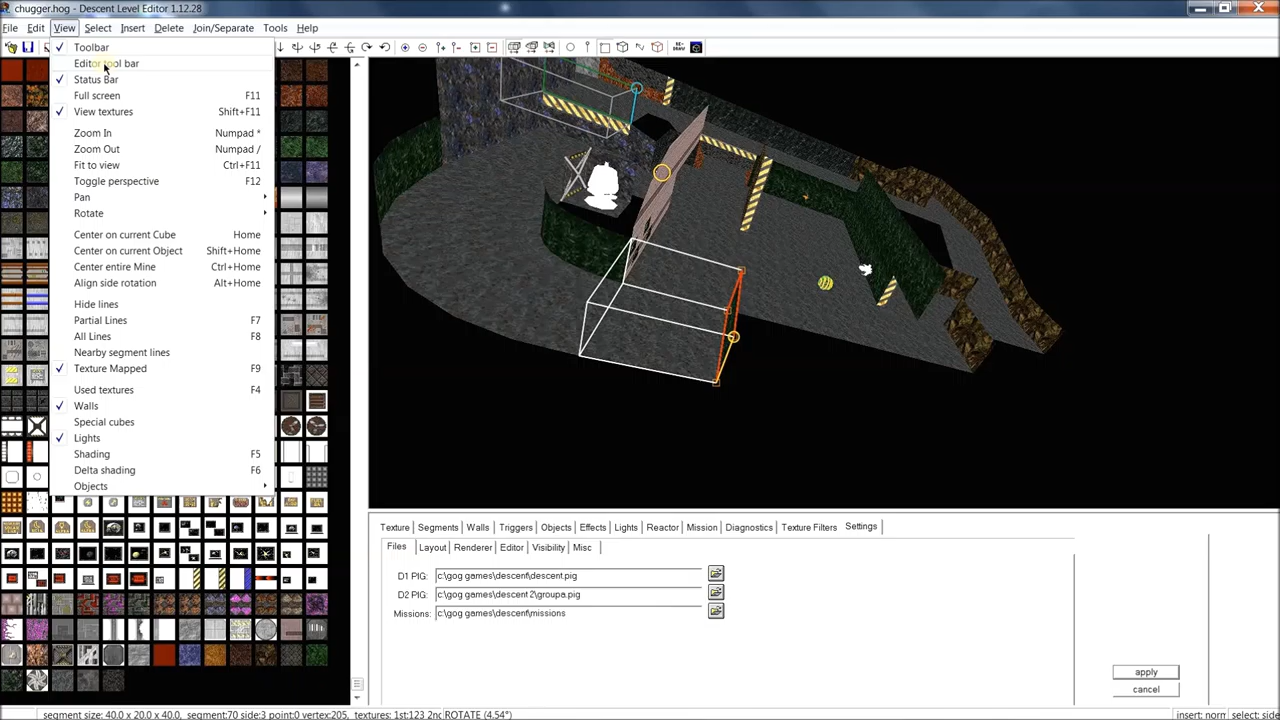 chugger.hog - Descent Level Editor 1.12.28
File Edit View Select Insert Delete Join/Separate Tools Help
Toolbar
Editor tool bar
Status Bar
Full screen F11
View textures Shift+F11
Zoom In Numpad *
Zoom Out Numpad /
Fit to view Ctrl+F11
Toggle perspective F12
Pan
Rotate
Center on current Cube Home
Center on current Object Shift+Home
Center entire Mine Ctrl+Home
Align side rotation Alt+Home
Hide lines
Partial Lines F7
All Lines F8
Nearby segment lines
Texture Mapped F9
Used textures F4
Walls
Special cubes
Lights
Shading F5
Delta shading F6
Objects
Texture Segments Walls Triggers Objects Effects Lights Reactor Mission Diagnostics Texture Filters Settings
Files Layout Renderer Editor Visibility Misc
D1 PIG: c:\gog games\descent\descent.pig
D2 PIG: c:\gog games\descent 2\groupa.pig
Missions: c:\gog games\descent\missions
apply
cancel
segment size: 40.0 x 20.0 x 40.0, segment:70 side:3 point:0 vertex:205, textures: 1st:123 2nd ROTATE (4.54°) insert: norm select: side